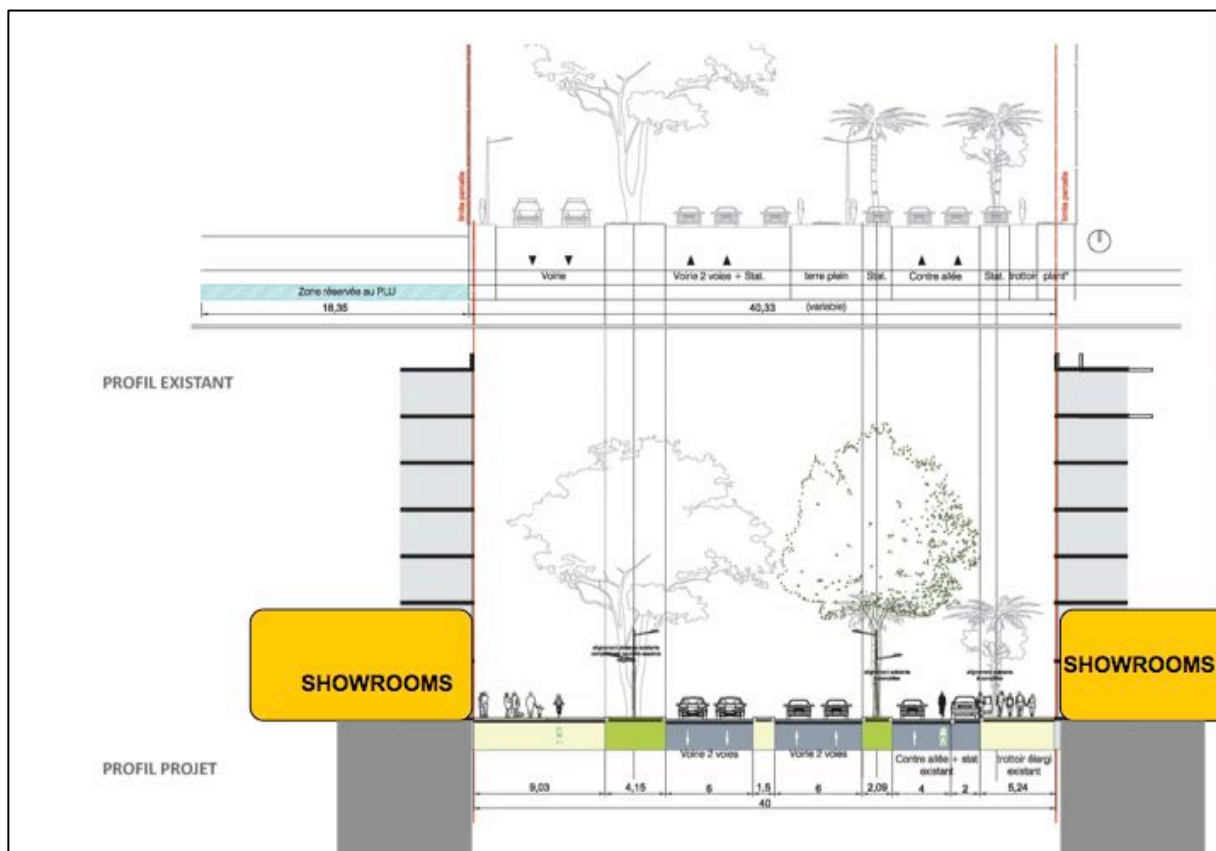 limite parcelle
limite parcelle
Voirie
Voirie 2 voies + Stat.
terre plein
Stat.
Contre allée
Stat.
trottoir
plant°
Zone réservée au PLU
18,35
40,33
(variable)
PROFIL EXISTANT
SHOWROOMS
SHOWROOMS
Voirie 2 voies
Voirie 2 voies
Contre allée + stat
existant
trottoir élargi
existant
PROFIL PROJET
9,03
4,15
6
1.5
6
2,09
4
2
5,24
40